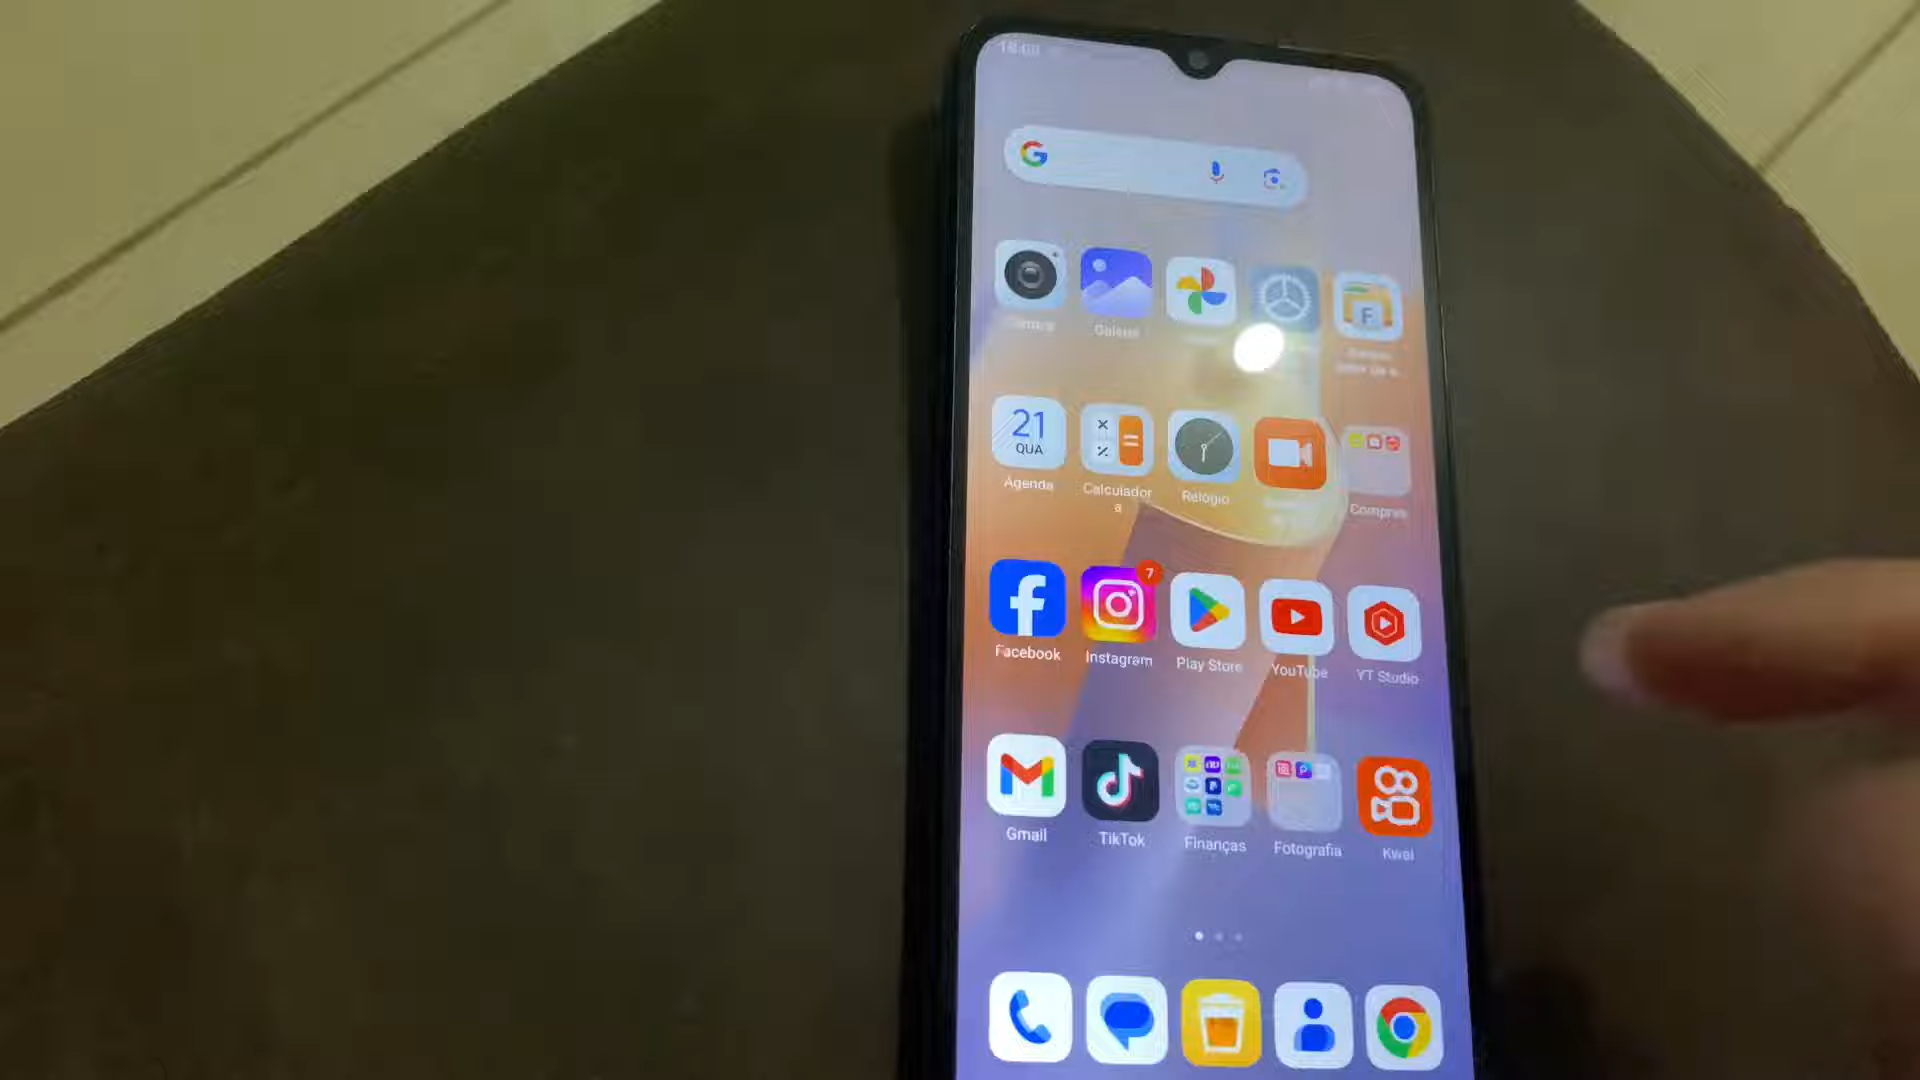 Galeria
21
QUA
Agenda
Calculador
a
Relógio
Compras
7
Facebook
Instagram
Play Store
YouTube
YT Studio
Gmail
TikTok
Finanças
Fotografia
Kwai